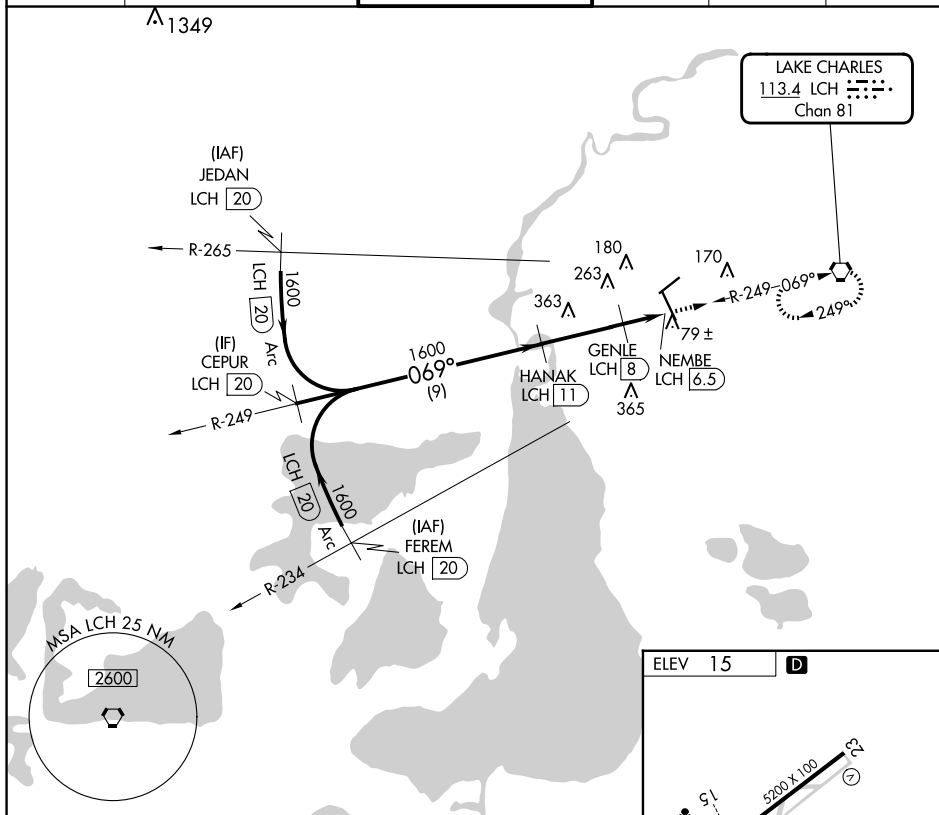 1349
LAKE CHARLES
113.4 LCH
Chan 81
(IAF)
JEDAN
LCH 20
R-265
1600
LCH 20 Arc
180
263
170
363
R-249
069°
249°
(IF)
CEPUR
LCH 20
R-249
1600
069°
(9)
HANAK
LCH 11
GENLE
LCH 8
79 ±
NEMBE
LCH 6.5
365
LCH 20 Arc
1600
(IAF)
FEREM
LCH 20
R-234
MSA LCH 25 NM
2600
ELEV 15 D
23
5200 X 100
V
15